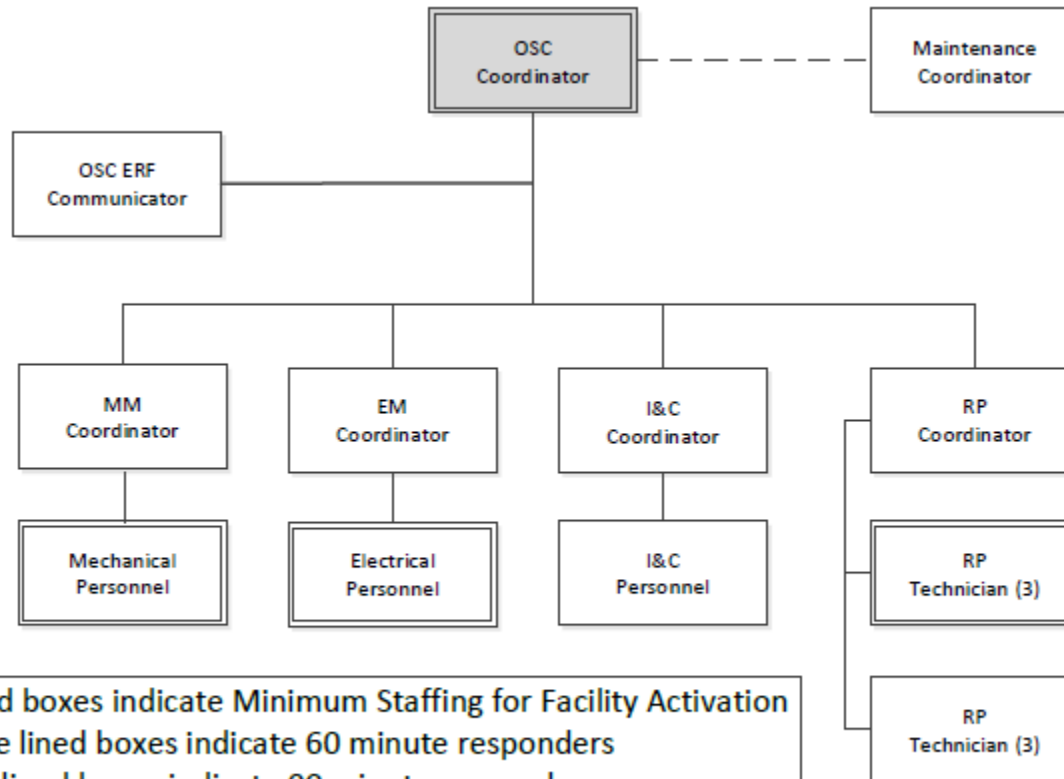 OSC
Coordinator
Maintenance
Coordinator
OSC ERF
Communicator
MM
Coordinator
EM
Coordinator
I&C
Coordinator
RP
Coordinator
Mechanical
Personnel
Electrical
Personnel
I&C
Personnel
RP
Technician (3)
boxes indicate Minimum Staffing for Facility Activation
lined boxes indicate 60 minute responders
RP
Technician (3)